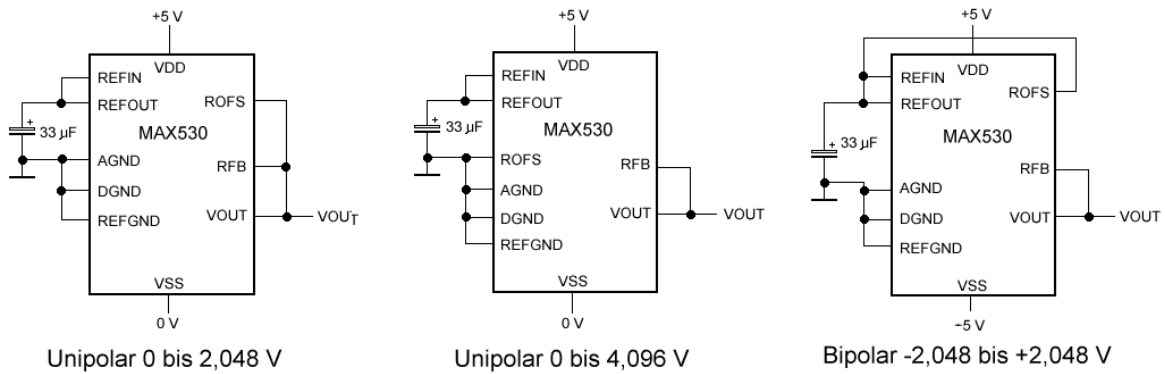 +5 V
VDD
REFIN
REFOUT
ROFS
+
33 µF
MAX530
AGND
RFB
DGND
REFGND
VOUT
VOUT
VSS
0 V
Unipolar 0 bis 2,048 V
+5 V
VDD
REFIN
REFOUT
+
33 µF
MAX530
ROFS
RFB
AGND
DGND
VOUT
VOUT
REFGND
VSS
0 V
Unipolar 0 bis 4,096 V
+5 V
VDD
REFIN
ROFS
REFOUT
MAX530
+
33 µF
RFB
AGND
DGND
VOUT
VOUT
REFGND
VSS
-5 V
Bipolar -2,048 bis +2,048 V